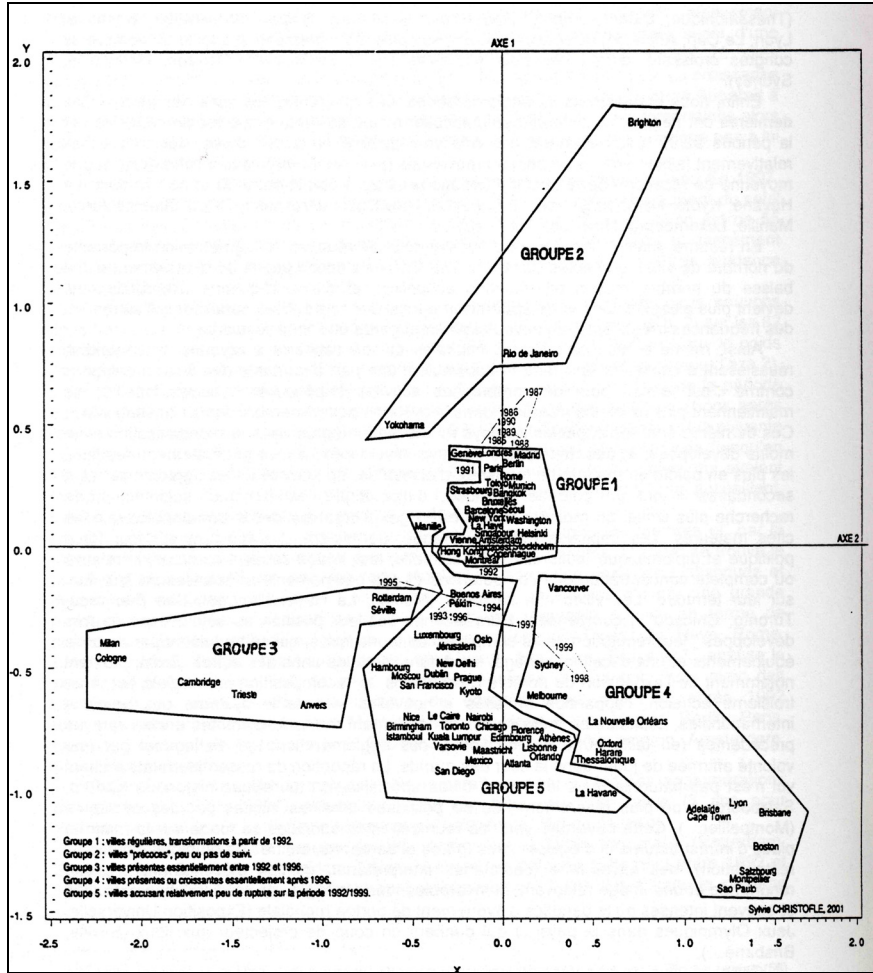 AXE 1
Y
2.0
Brighton
1.5
GROUPE 2
1.0
Rio de Janeiro
1987
Yokohama
1986
1990
1989
1988
0.5
Genève Londres Madrid
1991 Paris Berlin
Rome
GROUPE 1
Tokyo Munich
Strasbourg Bangkok
Bruxelles
Barcelone Séoul
Manille New York Washington
La Haye
Singapour Helsinki
Vienne Amsterdam
AXE 2
0.0
Budapest Stockholm
Hong Kong Copenhague
Montréal
1992
1995
Vancouver
Rotterdam Buenos Aires
Séville Pékin 1994
1993 1996
1997
Luxembourg Oslo
1999
Milan GROUPE 3 Jérusalem
-0.5
Cologne Hambourg New Delhi Sydney
Moscou Dublin Prague 1998
Cambridge San Francisco GROUPE 4
Trieste Kyoto Melbourne
Anvers
Nice Le Caire Nairobi La Nouvelle Orléans
Birmingham Toronto Chicago Florence
Istamboul Kuala Lumpur Edimbourg Athènes Oxford
Varsovie Maastricht Lisbonne Harare
Mexico Orlando Thessalonique
San Diego Atlanta
GROUPE 5 La Havane
-1.0
Adelaïde Lyon
Cape Town Brisbane
Boston
Groupe 1 : villes régulières, transformations à partir de 1992.
Groupe 2 : villes "précoces", peu ou pas de suivi.
Groupe 3 : villes présentes essentiellement entre 1992 et 1996.
Groupe 4 : villes présentes ou croissantes essentiellement après 1996.
Groupe 5 : villes accusant relativement peu de rupture sur la période 1992/1999.
Salzbourg
Montpellier
Sao Paulo
Sylvie CHRISTOFLE, 2001
-1.5
-2.5 -2.0 -1.0 -0.5 0.0 .5 1.0 1.0 2.0
X